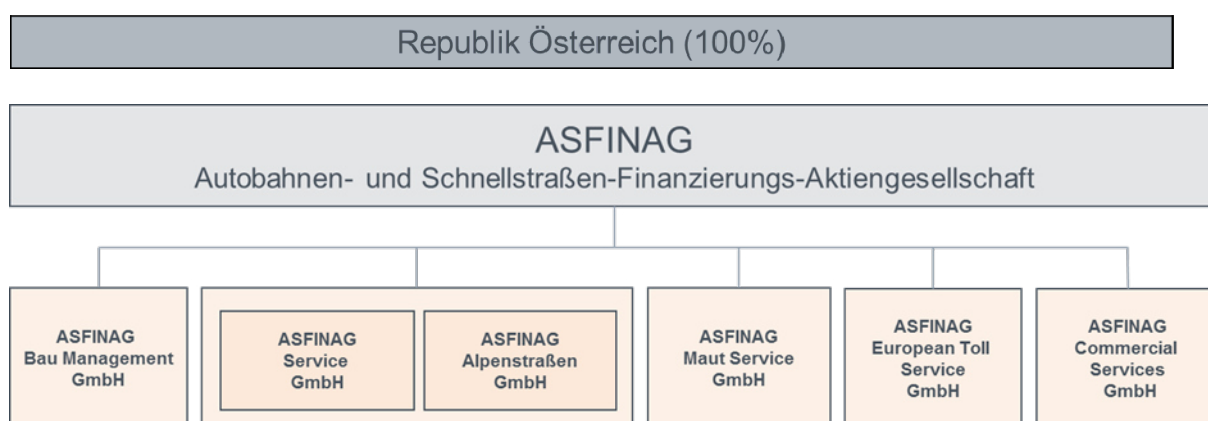 Republik Österreich (100%)
ASFINAG
Autobahnen- und Schnellstraßen-Finanzierungs-Aktiengesellschaft
ASFINAG
Bau Management
GmbH
ASFINAG
Service
GmbH
ASFINAG
Alpenstraßen
GmbH
ASFINAG
Maut Service
GmbH
ASFINAG
European Toll
Service
GmbH
ASFINAG
Commercial
Services
GmbH